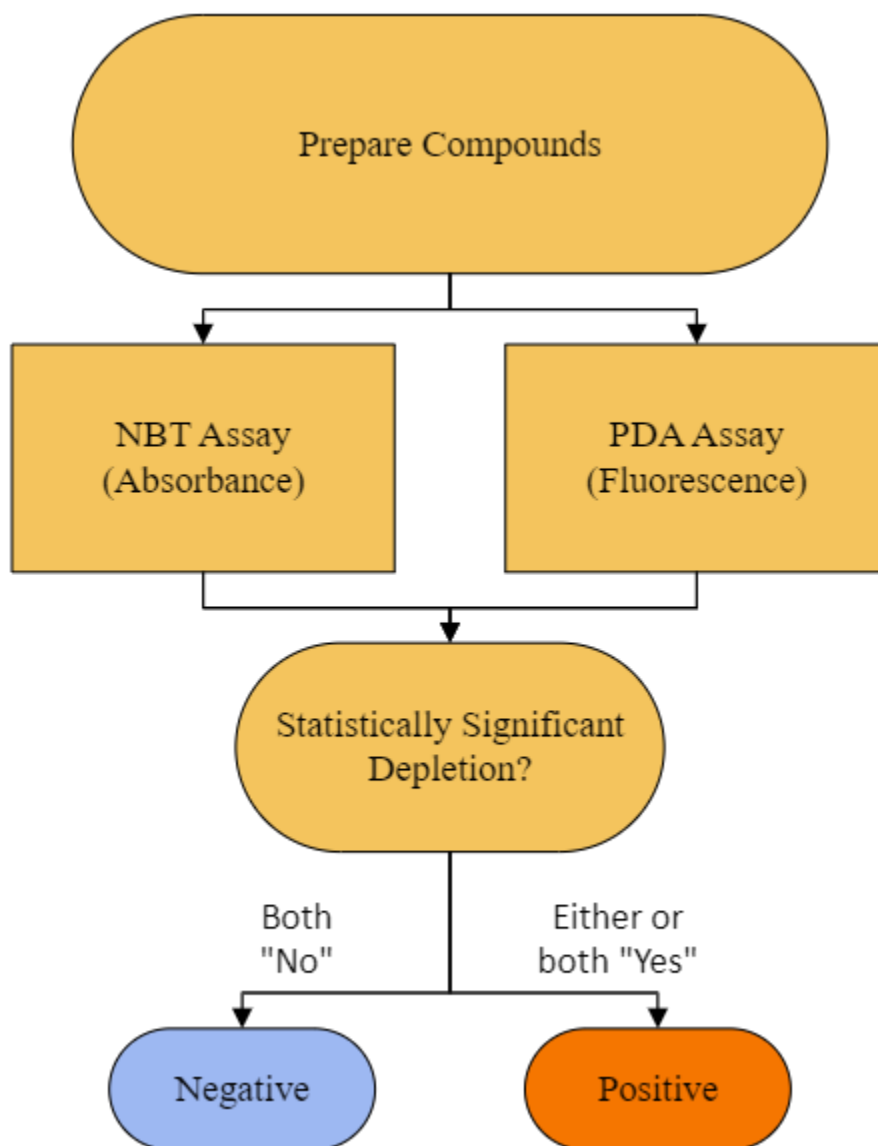 Prepare Compounds
NBT Assay
(Absorbance)
PDA Assay
(Fluorescence)
Statistically Significant
Depletion?
Both
"No"
Either or
both "Yes"
Negative
Positive